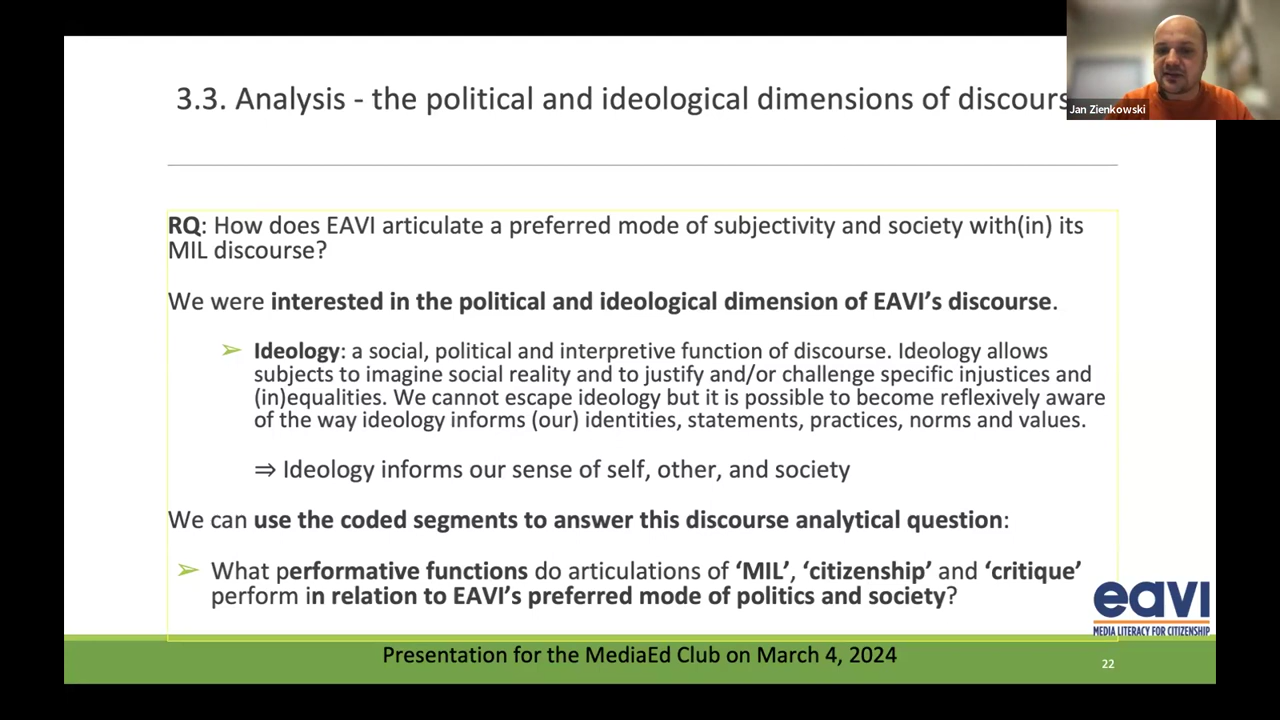 3.3. Analysis - the political and ideological dimensions of discours
Jan Zienkowski
RQ: How does EAVI articulate a preferred mode of subjectivity and society with(in) its
MIL discourse?
We were interested in the political and ideological dimension of EAVI's discourse.
➢ Ideology: a social, political and interpretive function of discourse. Ideology allows
subjects to imagine social reality and to justify and/or challenge specific injustices and
(in)equalities. We cannot escape ideology but it is possible to become reflexively aware
of the way ideology informs (our) identities, statements, practices, norms and values.
⇒ Ideology informs our sense of self, other, and society
We can use the coded segments to answer this discourse analytical question:
➢ What performative functions do articulations of 'MIL', 'citizenship' and 'critique'
perform in relation to EAVI's preferred mode of politics and society?
eavi
MEDIA LITERACY FOR CITIZENSHIP
Presentation for the MediaEd Club on March 4, 2024
22